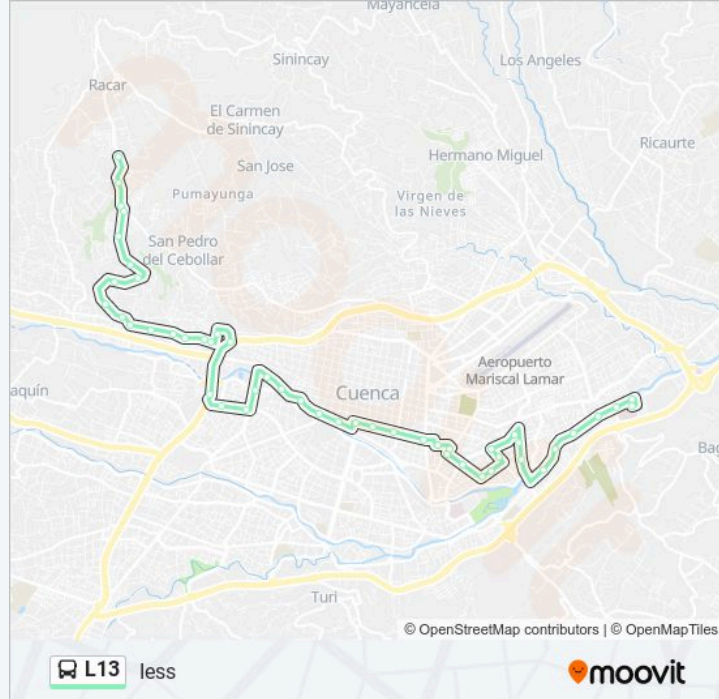 Mayancela
Sinincay
Los Angeles
Racar
El Carmen
de Sinincay
Ricaurte
Hermano Miguel
San Jose
Pumayunga
Virgen de
las Nieves
San Pedro
del Cebollar
Aeropuerto
Mariscal Lamar
aquín
Cuenca
Bag
Turi
© OpenStreetMap contributors | © OpenMapTiles
L13 less
moovit